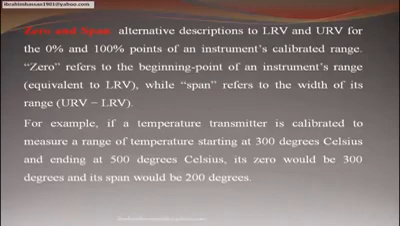 ibrahimhassan1981@yahoo.com
Zero and Span: alternative descriptions to LRV and URV for
the 0% and 100% points of an instrument's calibrated range.
“Zero” refers to the beginning-point of an instrument's range
(equivalent to LRV), while “span” refers to the width of its
range (URV − LRV).
For example, if a temperature transmitter is calibrated to
measure a range of temperature starting at 300 degrees Celsius
and ending at 500 degrees Celsius, its zero would be 300
degrees and its span would be 200 degrees.